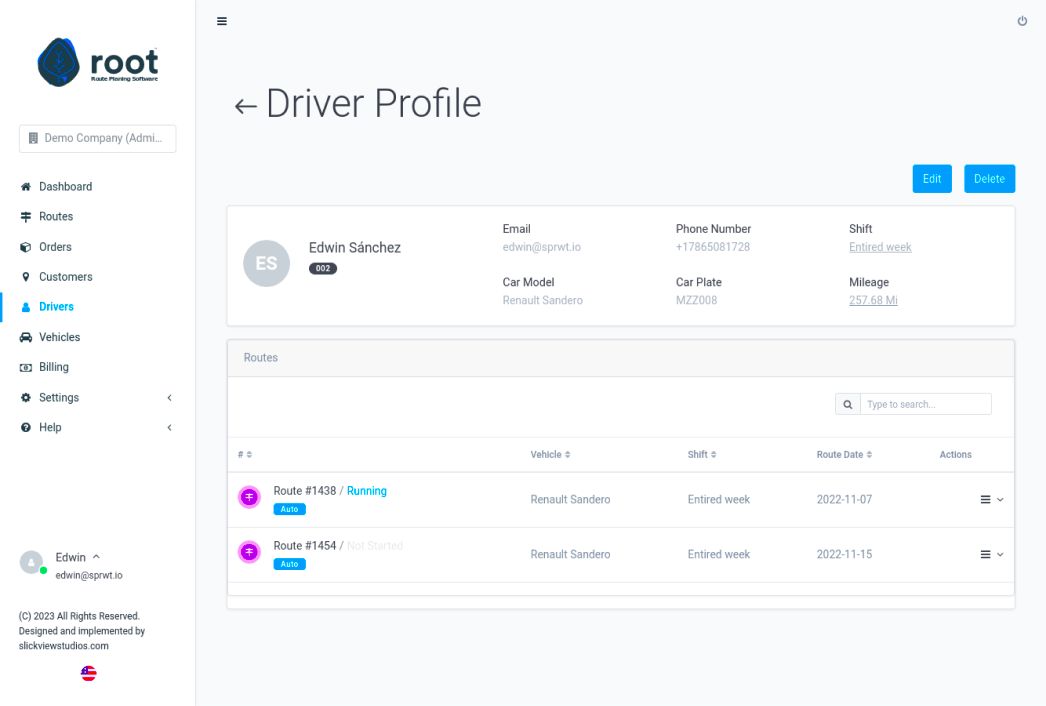 root
Route Planing Software
Demo Company (Admi...
Dashboard
Routes
Orders
Customers
Drivers
Vehicles
Billing
Settings
Help
Edwin
edwin@sprwt.io
(C) 2023 All Rights Reserved.
Designed and implemented by
slickviewstudios.com
Driver Profile
Edit
Delete
ES
Edwin Sánchez
002
Email
Phone Number
Shift
edwin@sprwt.io
+17865081728
Entired week
Car Model
Car Plate
Mileage
Renault Sandero
MZZ008
257.68 Mi
Routes
Type to search...
# Vehicle Shift Route Date Actions
Route #1438 / Running
Auto
Renault Sandero Entired week 2022-11-07
Route #1454 / Not Started
Auto
Renault Sandero Entired week 2022-11-15